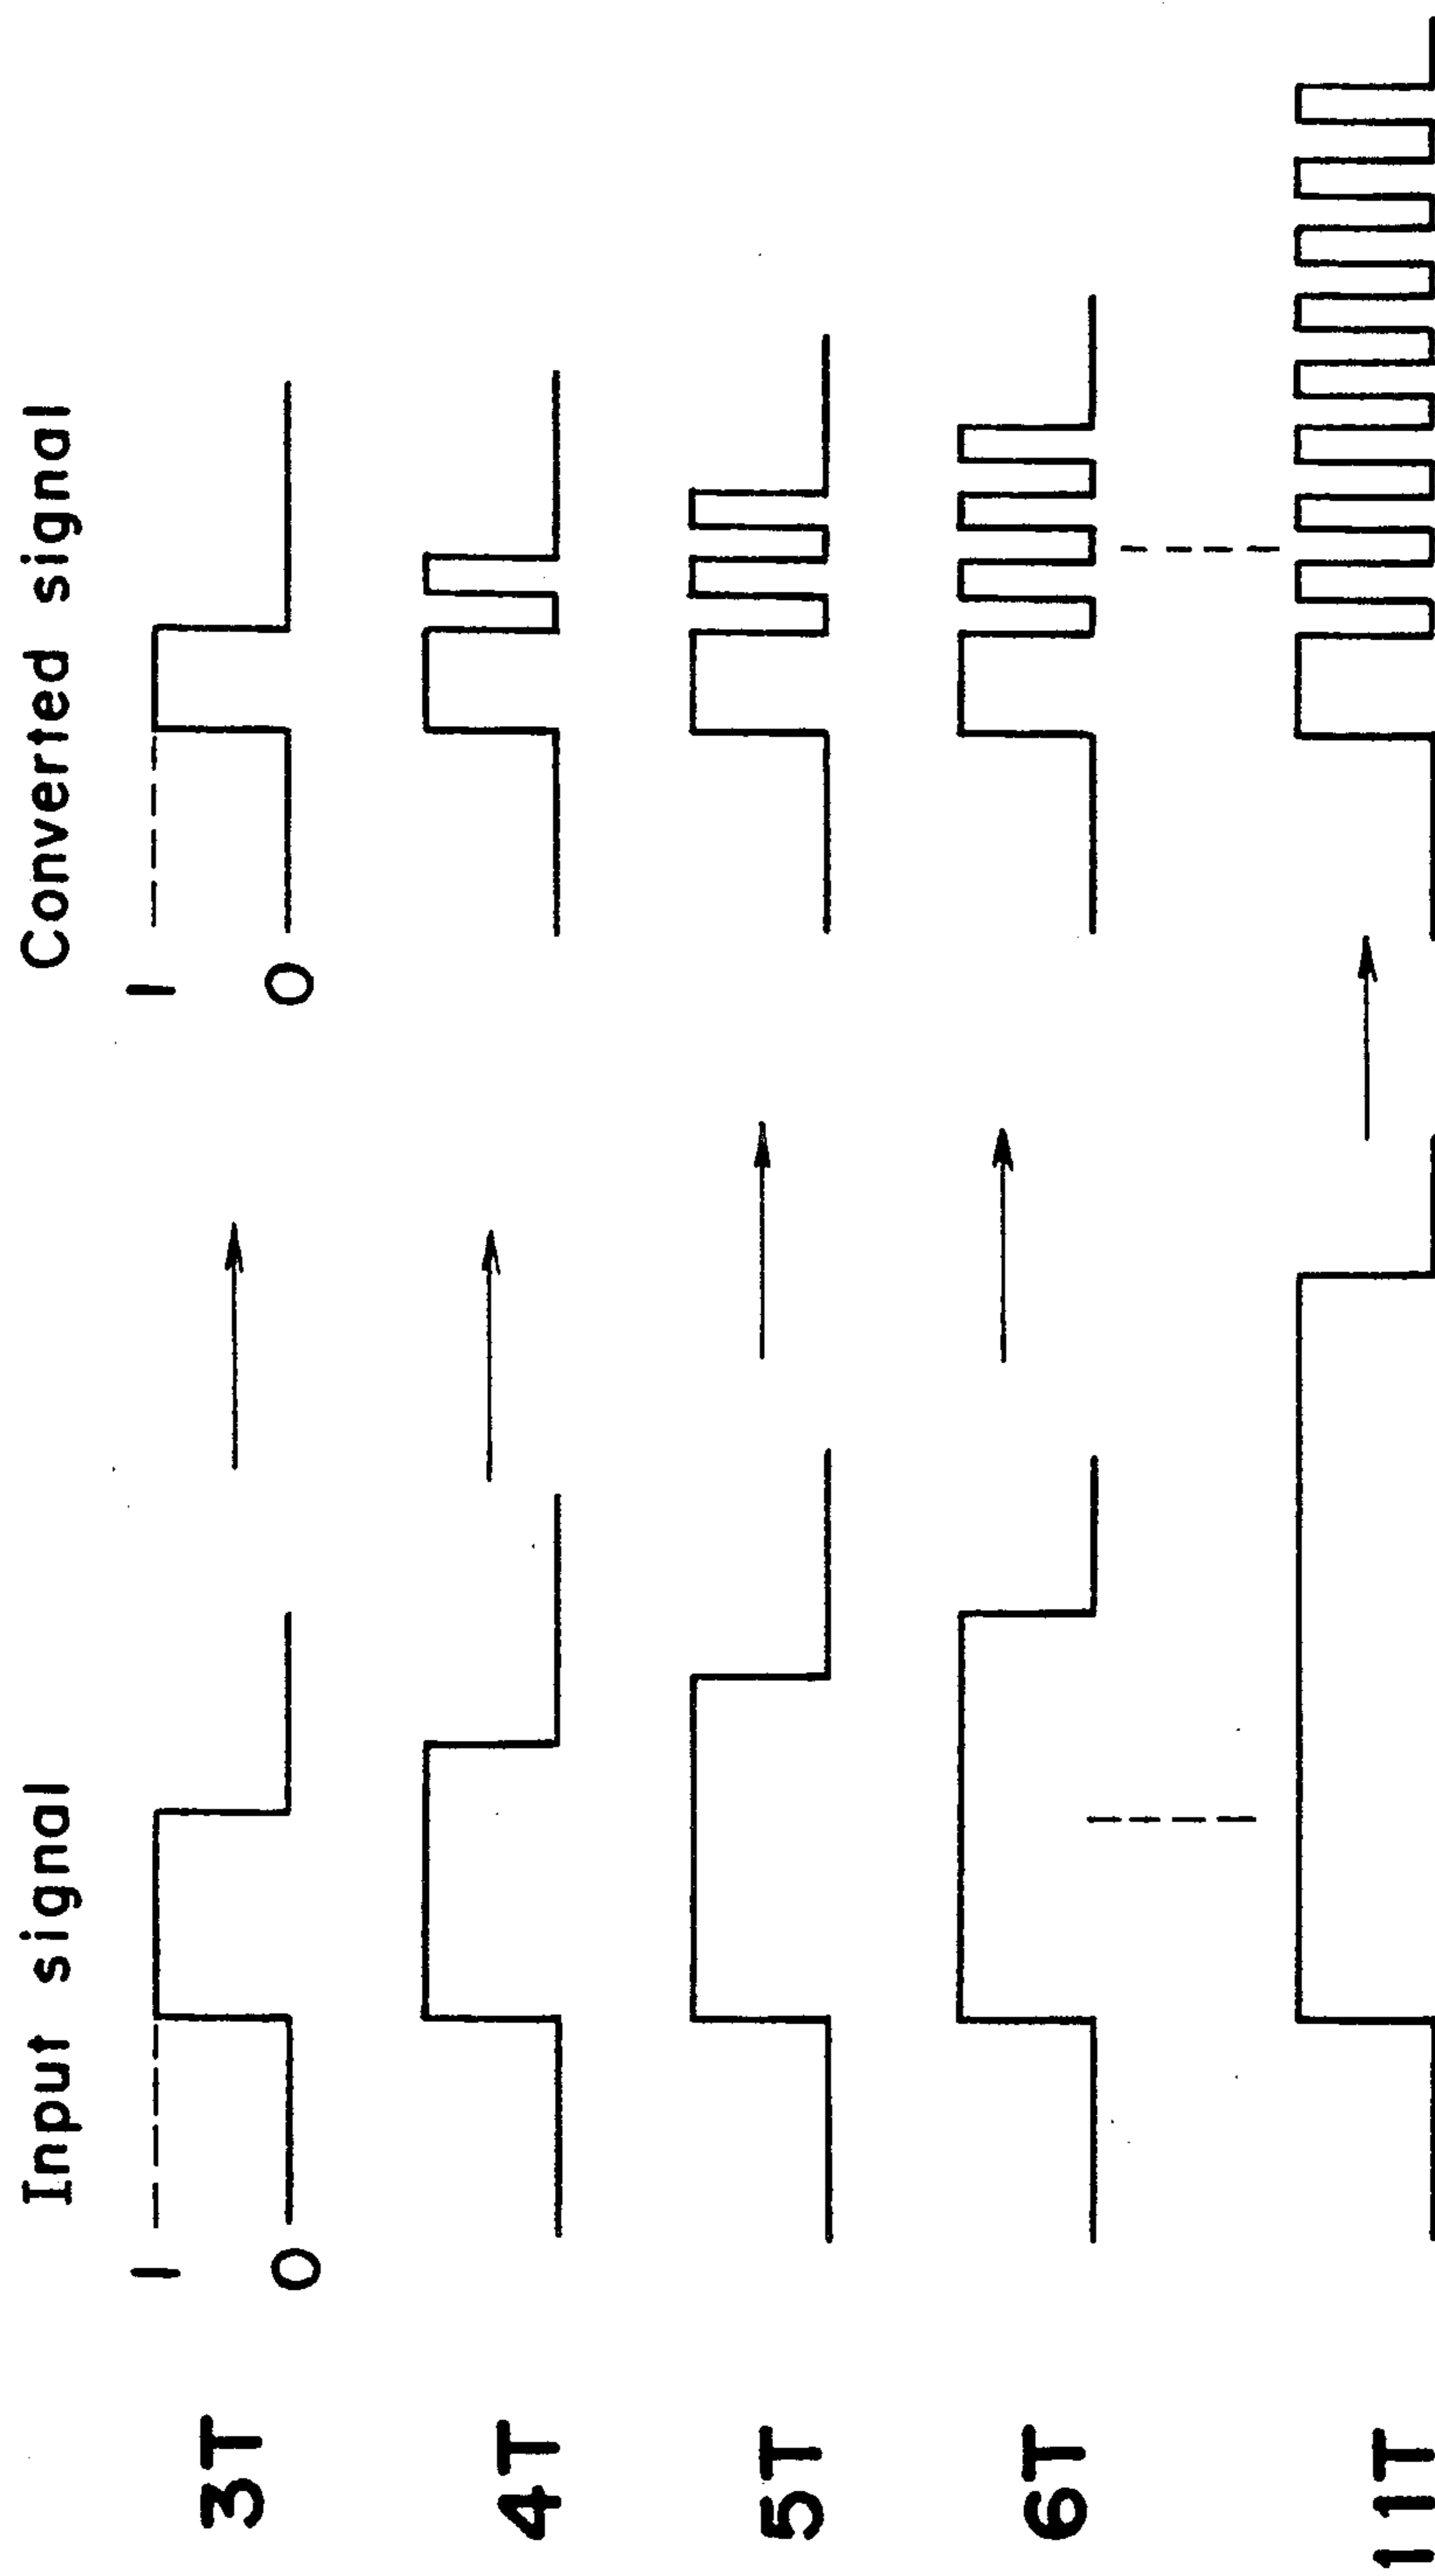 Input signal
Converted signal
1
0
1
0
3T
4T
5T
6T
11T